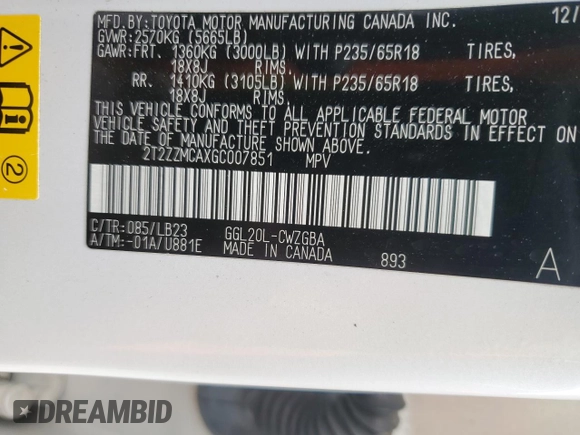 MFD.BY:TOYOTA MOTOR MANUFACTURING CANADA INC. 12/
GVWR:2570KG (5665LB)
GAWR:FRT. 1360KG (3000LB) WITH P235/65R18 TIRES,
18X8J RIMS.
RR. 1410KG (3105LB) WITH P235/65R18 TIRES,
18X8J RIMS.
THIS VEHICLE CONFORMS TO ALL APPLICABLE FEDERAL MOTOR
VEHICLE SAFETY AND THEFT PREVENTION STANDARDS IN EFFECT ON
THE DATE OF MANUFACTURE SHOWN ABOVE.
2T2ZZMCAXGC007851 MPV
C/TR:085/LB23 GGL20L-CWZGBA
A/TM:-01A/U881E MADE IN CANADA 893 A
2
DREAMBID